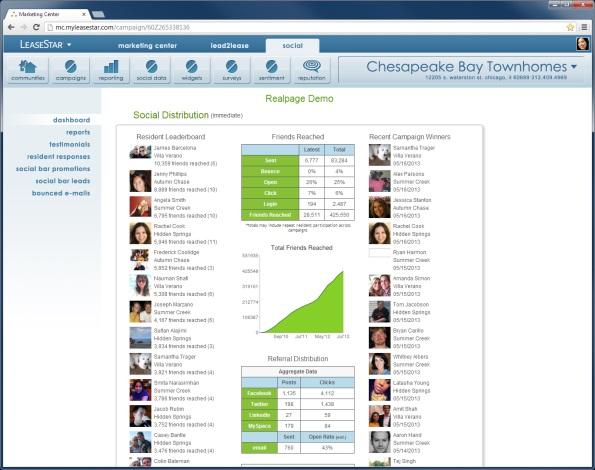 Marketing Center
mc.myleasestar.com/campaign/60Z265338136
LEASESTAR
marketing center
lead2lease
social
communities
campaigns
reporting
social data
widgets
surveys
sentiment
reputation
Chesapeake Bay Townhomes
12205 s. waterston st. chicago, il 60689 312.409.4969
Realpage Demo
Social Distribution (immediate)
dashboard
reports
testimonials
resident responses
social bar promotions
social bar leads
bounced e-mails
Resident Leaderboard
James Barcelona
Villa Verano
10,359 friends reached (6)
Jenny Phillips
Autumn Chase
8,889 friends reached (10)
Angela Smith
Summer Creek
6,795 friends reached (10)
Rachel Cook
Hidden Springs
5,946 friends reached (11)
Frederick Coolidge
Autumn Chase
5,852 friends reached (3)
Nauman Shafi
Villa Verano
5,308 friends reached (6)
Joseph Marzano
Summer Creek
4,167 friends reached (6)
Sultan Alajimi
Hidden Springs
3,934 friends reached (3)
Samantha Trager
Villa Verano
3,921 friends reached (4)
Smita Narasimhan
Summer Creek
3,766 friends reached (7)
Jacob Rubin
Hidden Springs
3,752 friends reached (4)
Casey Bantle
Hidden Springs
3,476 friends reached (3)
Colin Bateman
Friends Reached
Latest Total
Sent 6,777 83,284
Bounce 0% 4%
Open 26% 25%
Click 7% 6%
Login 194 2,487
Friends Reached 28,511 425,550
*totals may include repeat resident participation across
campaigns
Total Friends Reached
531935
425548
319161
212774
106387
0
Sep'10 Jul'11 May'12 Jul'12
Referral Distribution
Aggregate Data
Posts Clicks
Facebook 1,135 4,112
Twitter 198 1,438
LinkedIn 27 59
MySpace 179 84
Sent Open Rate (est.)
email 760 43%
Recent Campaign Winners
Samantha Trager
Villa Verano
05/16/2013
Alex Parsons
Summer Creek
05/16/2013
Jessica Stanton
Autumn Chase
05/16/2013
Rachel Cook
Hidden Springs
05/16/2013
Ryan Harmon
Summer Creek
05/15/2013
Amanda Simon
Villa Verano
05/15/2013
Tom Jacobson
Hidden Springs
05/15/2013
Bryan Carillo
Summer Creek
05/15/2013
Whitney Albers
Summer Creek
05/15/2013
Latasha Young
Hidden Springs
05/15/2013
Amit Shah
Villa Verano
05/15/2013
Aaron Hand
Summer Creek
05/14/2013
Tej Singh